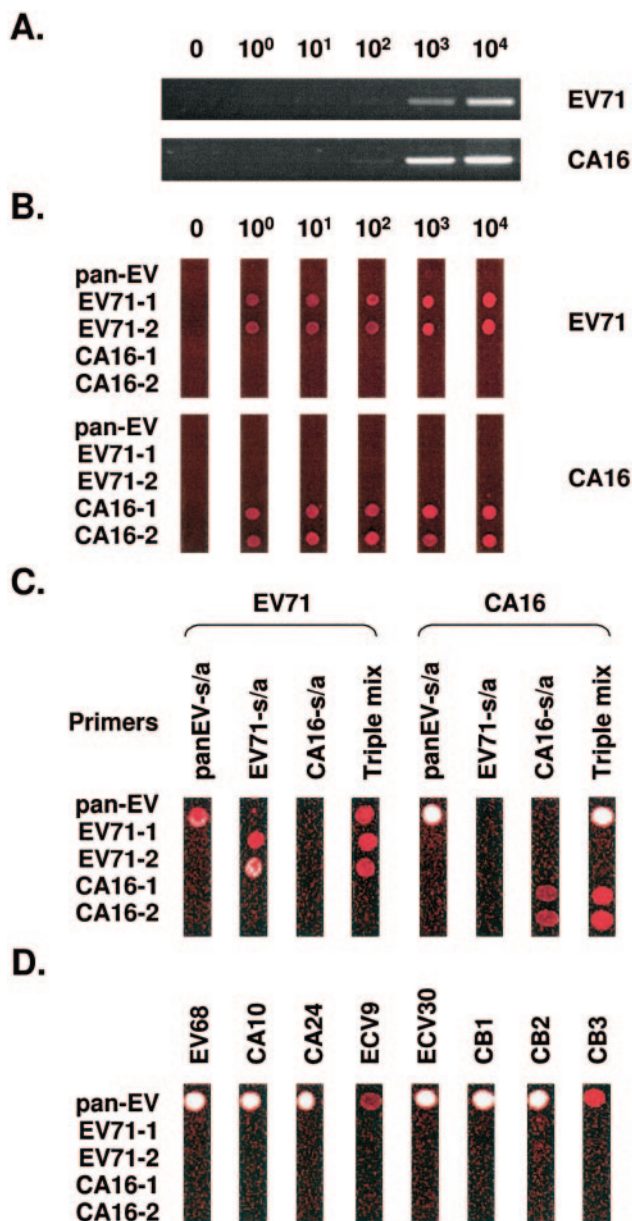 A.
0 10⁰ 10¹ 10² 10³ 10⁴
EV71
CA16
B.
0 10⁰ 10¹ 10² 10³ 10⁴
pan-EV
EV71-1
EV71-2
CA16-1
CA16-2
EV71
pan-EV
EV71-1
EV71-2
CA16-1
CA16-2
CA16
C.
EV71 CA16
Primers
panEV-s/a EV71-s/a CA16-s/a Triple mix panEV-s/a EV71-s/a CA16-s/a Triple mix
pan-EV
EV71-1
EV71-2
CA16-1
CA16-2
D.
EV68 CA10 CA24 ECV9 ECV30 CB1 CB2 CB3
pan-EV
EV71-1
EV71-2
CA16-1
CA16-2